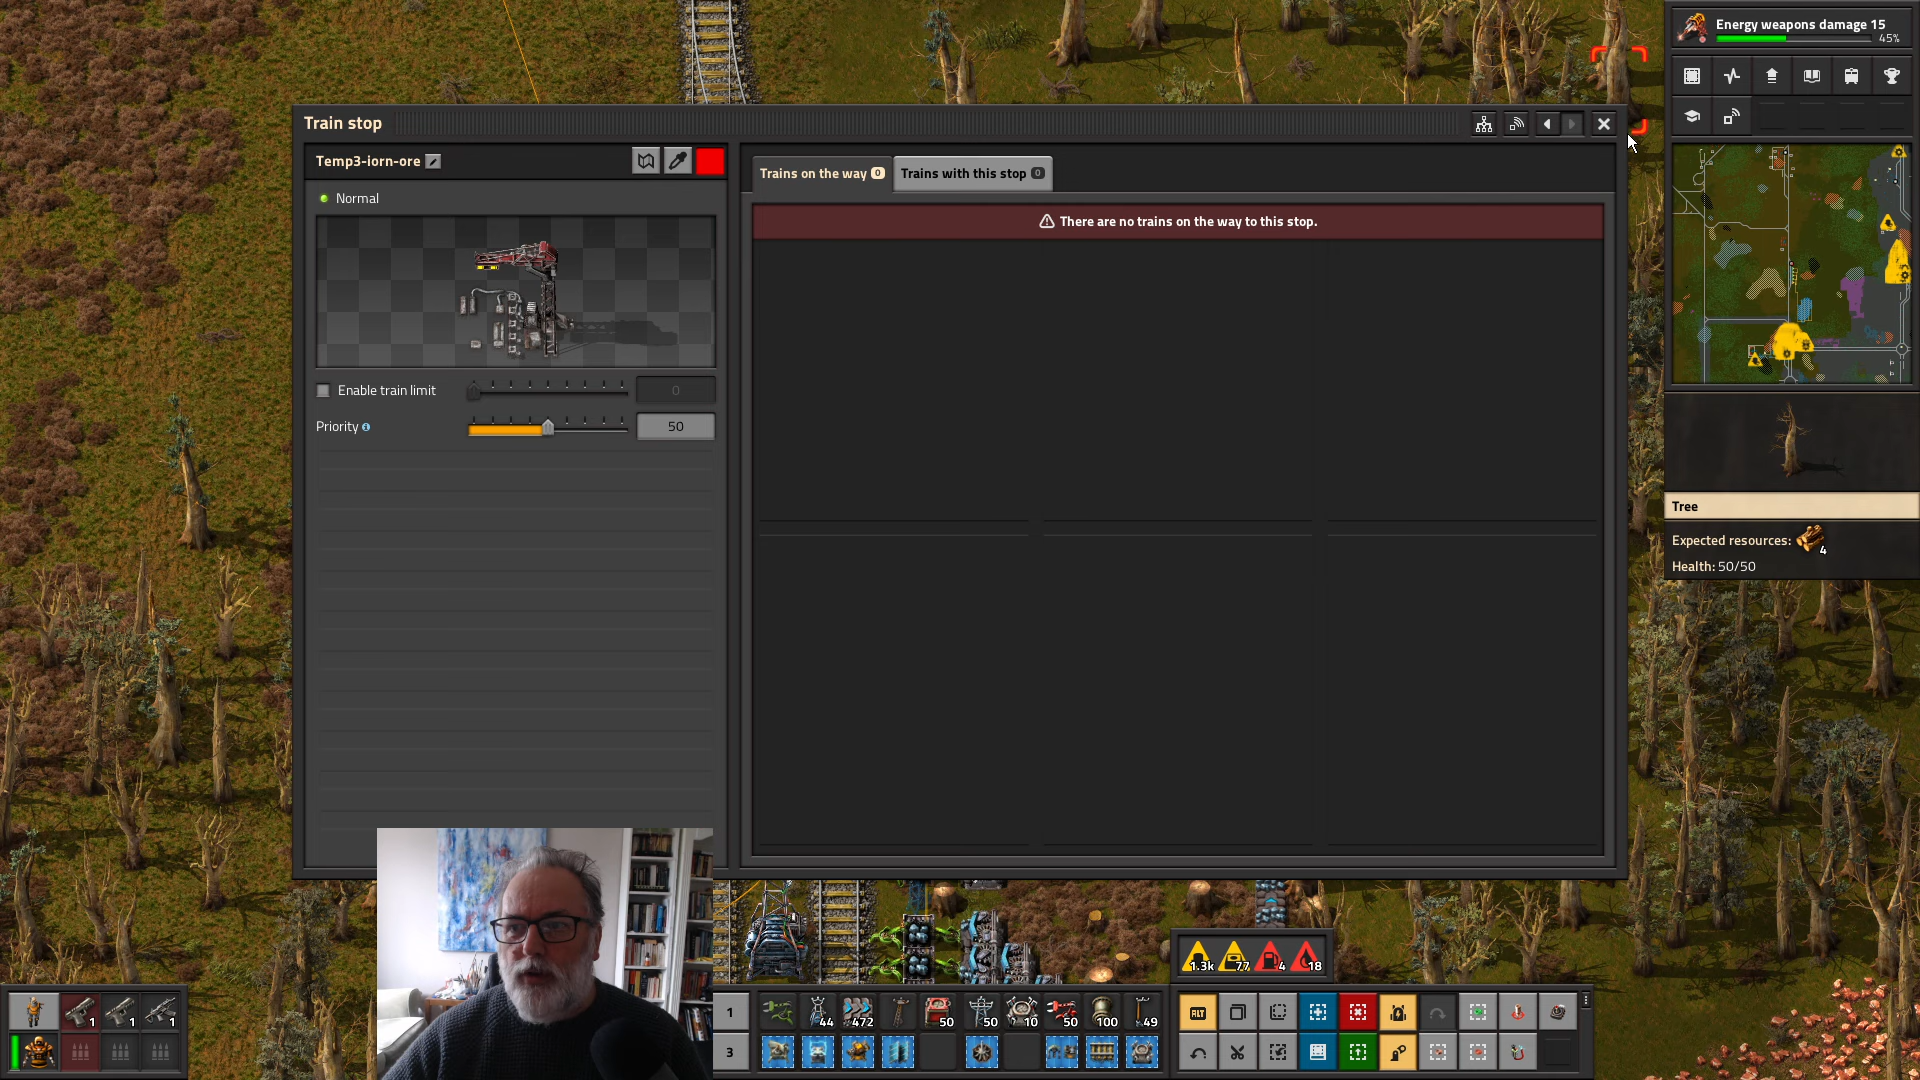 Energy weapons damage 15
45%
Train stop
Temp3-iorn-ore
Trains on the way 0
Trains with this stop 0
Normal
There are no trains on the way to this stop.
Enable train limit
0
Priority
50
Tree
Expected resources:
4
Health: 50/50
1.3k
77
4
18
1
1
1
1
44
472
50
50
10
50
100
49
ALT
3